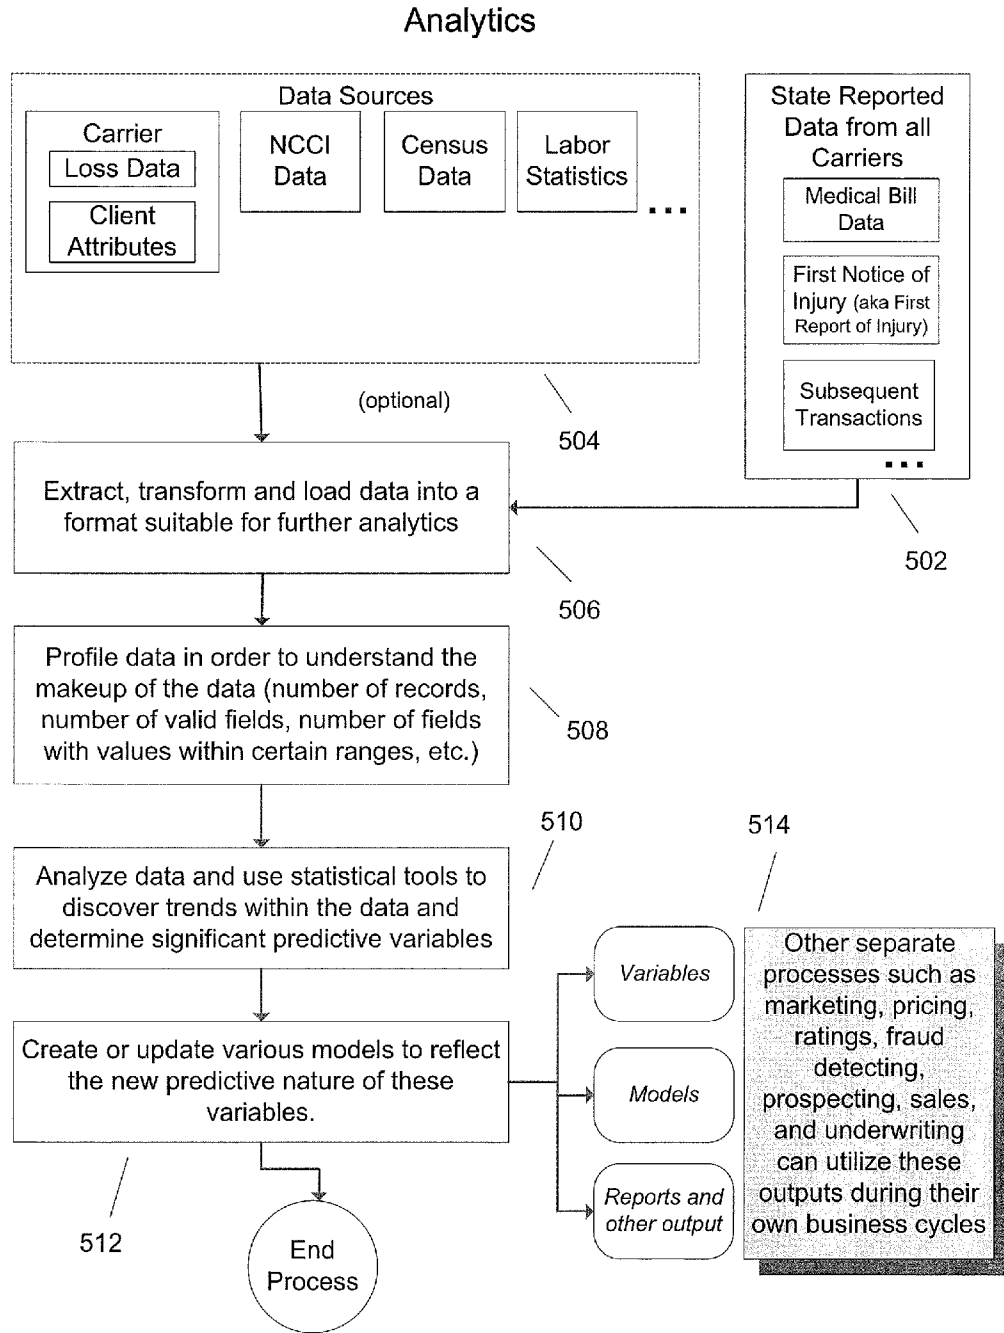 Analytics
Data Sources
Carrier
Loss Data
Client
Attributes
NCCI
Data
Census
Data
Labor
Statistics
...
State Reported
Data from all
Carriers
Medical Bill
Data
First Notice of
Injury (aka First
Report of Injury)
Subsequent
Transactions
...
(optional)
504
502
Extract, transform and load data into a
format suitable for further analytics
506
Profile data in order to understand the
makeup of the data (number of records,
number of valid fields, number of fields
with values within certain ranges, etc.)
508
510
514
Analyze data and use statistical tools to
discover trends within the data and
determine significant predictive variables
Create or update various models to reflect
the new predictive nature of these
variables.
512
End
Process
Variables
Models
Reports and
other output
Other separate
processes such as
marketing, pricing,
ratings, fraud
detecting,
prospecting, sales,
and underwriting
can utilize these
outputs during their
own business cycles